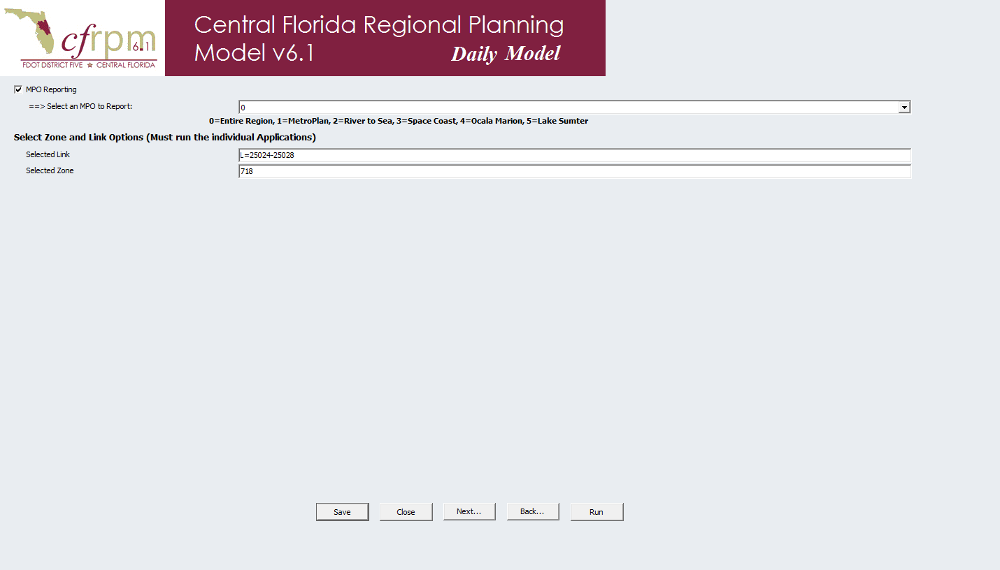 cfrpm 6.1
FDOT DISTRICT FIVE ★ CENTRAL FLORIDA
Central Florida Regional Planning
Model v6.1
Daily Model
MPO Reporting
==> Select an MPO to Report:
0
0=Entire Region, 1=MetroPlan, 2=River to Sea, 3=Space Coast, 4=Ocala Marion, 5=Lake Sumter
Select Zone and Link Options (Must run the individual Applications)
Selected Link
L=25024-25028
Selected Zone
718
Save
Close
Next...
Back...
Run